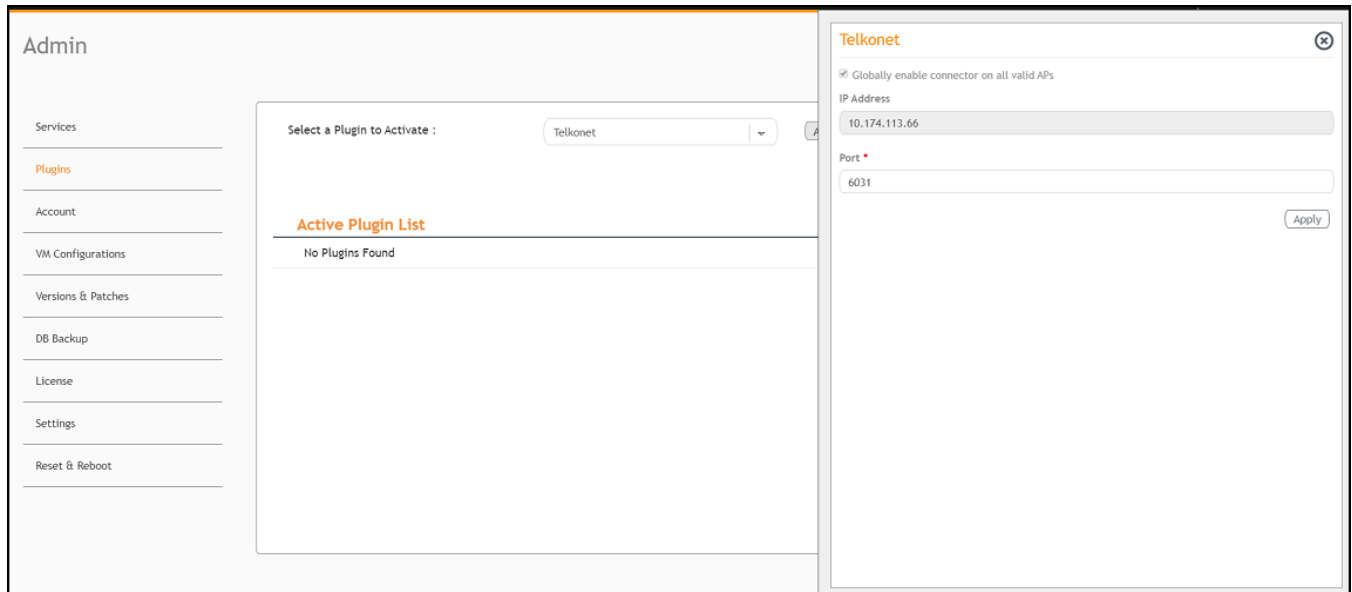 Admin
Services
Plugins
Account
VM Configurations
Versions & Patches
DB Backup
License
Settings
Reset & Reboot
Select a Plugin to Activate :
Telkonet
Active Plugin List
No Plugins Found
Telkonet
Globally enable connector on all valid APs
IP Address
10.174.113.66
Port *
6031
Apply